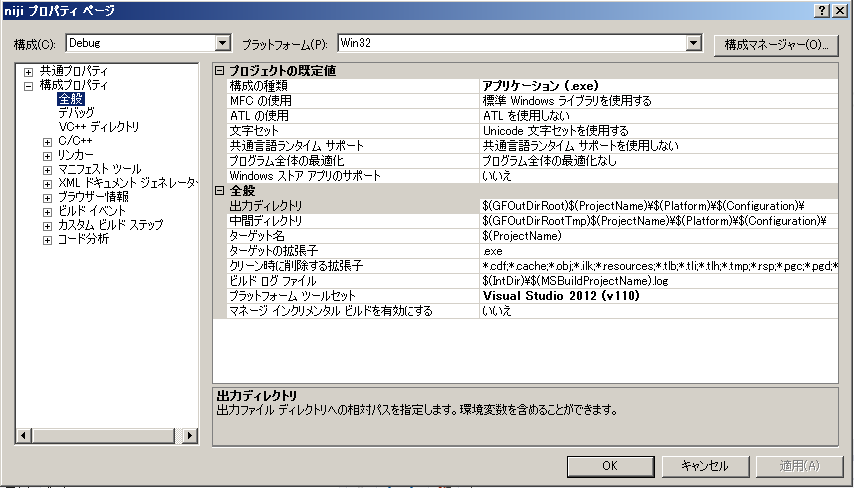 niji プロパティ ページ
構成(C): Debug プラットフォーム(P): Win32 構成マネージャー(O)...
共通プロパティ
構成プロパティ
全般
デバッグ
VC++ ディレクトリ
C/C++
リンカー
マニフェスト ツール
XML ドキュメント ジェネレーター
ブラウザー情報
ビルド イベント
カスタム ビルド ステップ
コード分析
プロジェクトの既定値
構成の種類 アプリケーション (.exe)
MFC の使用 標準 Windows ライブラリを使用する
ATL の使用 ATL を使用しない
文字セット Unicode 文字セットを使用する
共通言語ランタイム サポート 共通言語ランタイム サポートを使用しない
プログラム全体の最適化 プログラム全体の最適化なし
Windows ストア アプリのサポート いいえ
全般
出力ディレクトリ $(GFOutDirRoot)$(ProjectName)¥$(Platform)¥$(Configuration)¥
中間ディレクトリ $(GFOutDirRootTmp)$(ProjectName)¥$(Platform)¥$(Configuration)¥
ターゲット名 $(ProjectName)
ターゲットの拡張子 .exe
クリーン時に削除する拡張子 *.cdf;*.cache;*.obj;*.ilk;*.resources;*.tlb;*.tli;*.tlh;*.tmp;*.rsp;*.pgc;*.pgd;*
ビルド ログ ファイル $(IntDir)¥$(MSBuildProjectName).log
プラットフォーム ツールセット Visual Studio 2012 (v110)
マネージ インクリメンタル ビルドを有効にする いいえ
出力ディレクトリ
出力ファイル ディレクトリへの相対パスを指定します。環境変数を含めることができます。
OK キャンセル 適用(A)